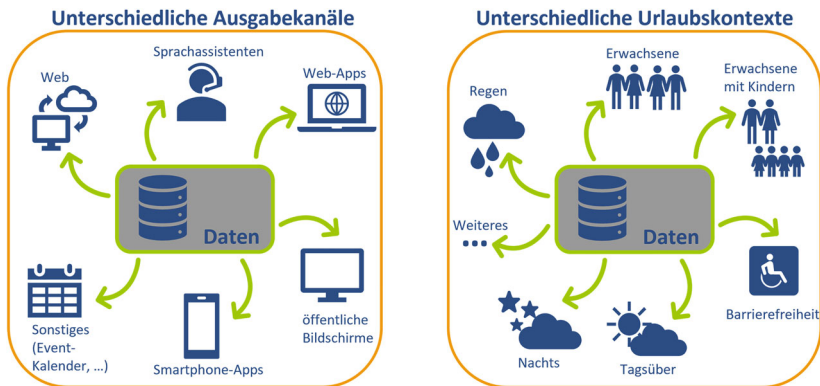 Unterschiedliche Ausgabekanäle
Sprachassistenten
Web
Web-Apps
Daten
Sonstiges
(Event-
Kalender, ...)
Smartphone-Apps
öffentliche
Bildschirme
Unterschiedliche Urlaubskontexte
Erwachsene
Regen
Erwachsene
mit Kindern
Weiteres
Daten
Barrierefreiheit
Nachts
Tagsüber